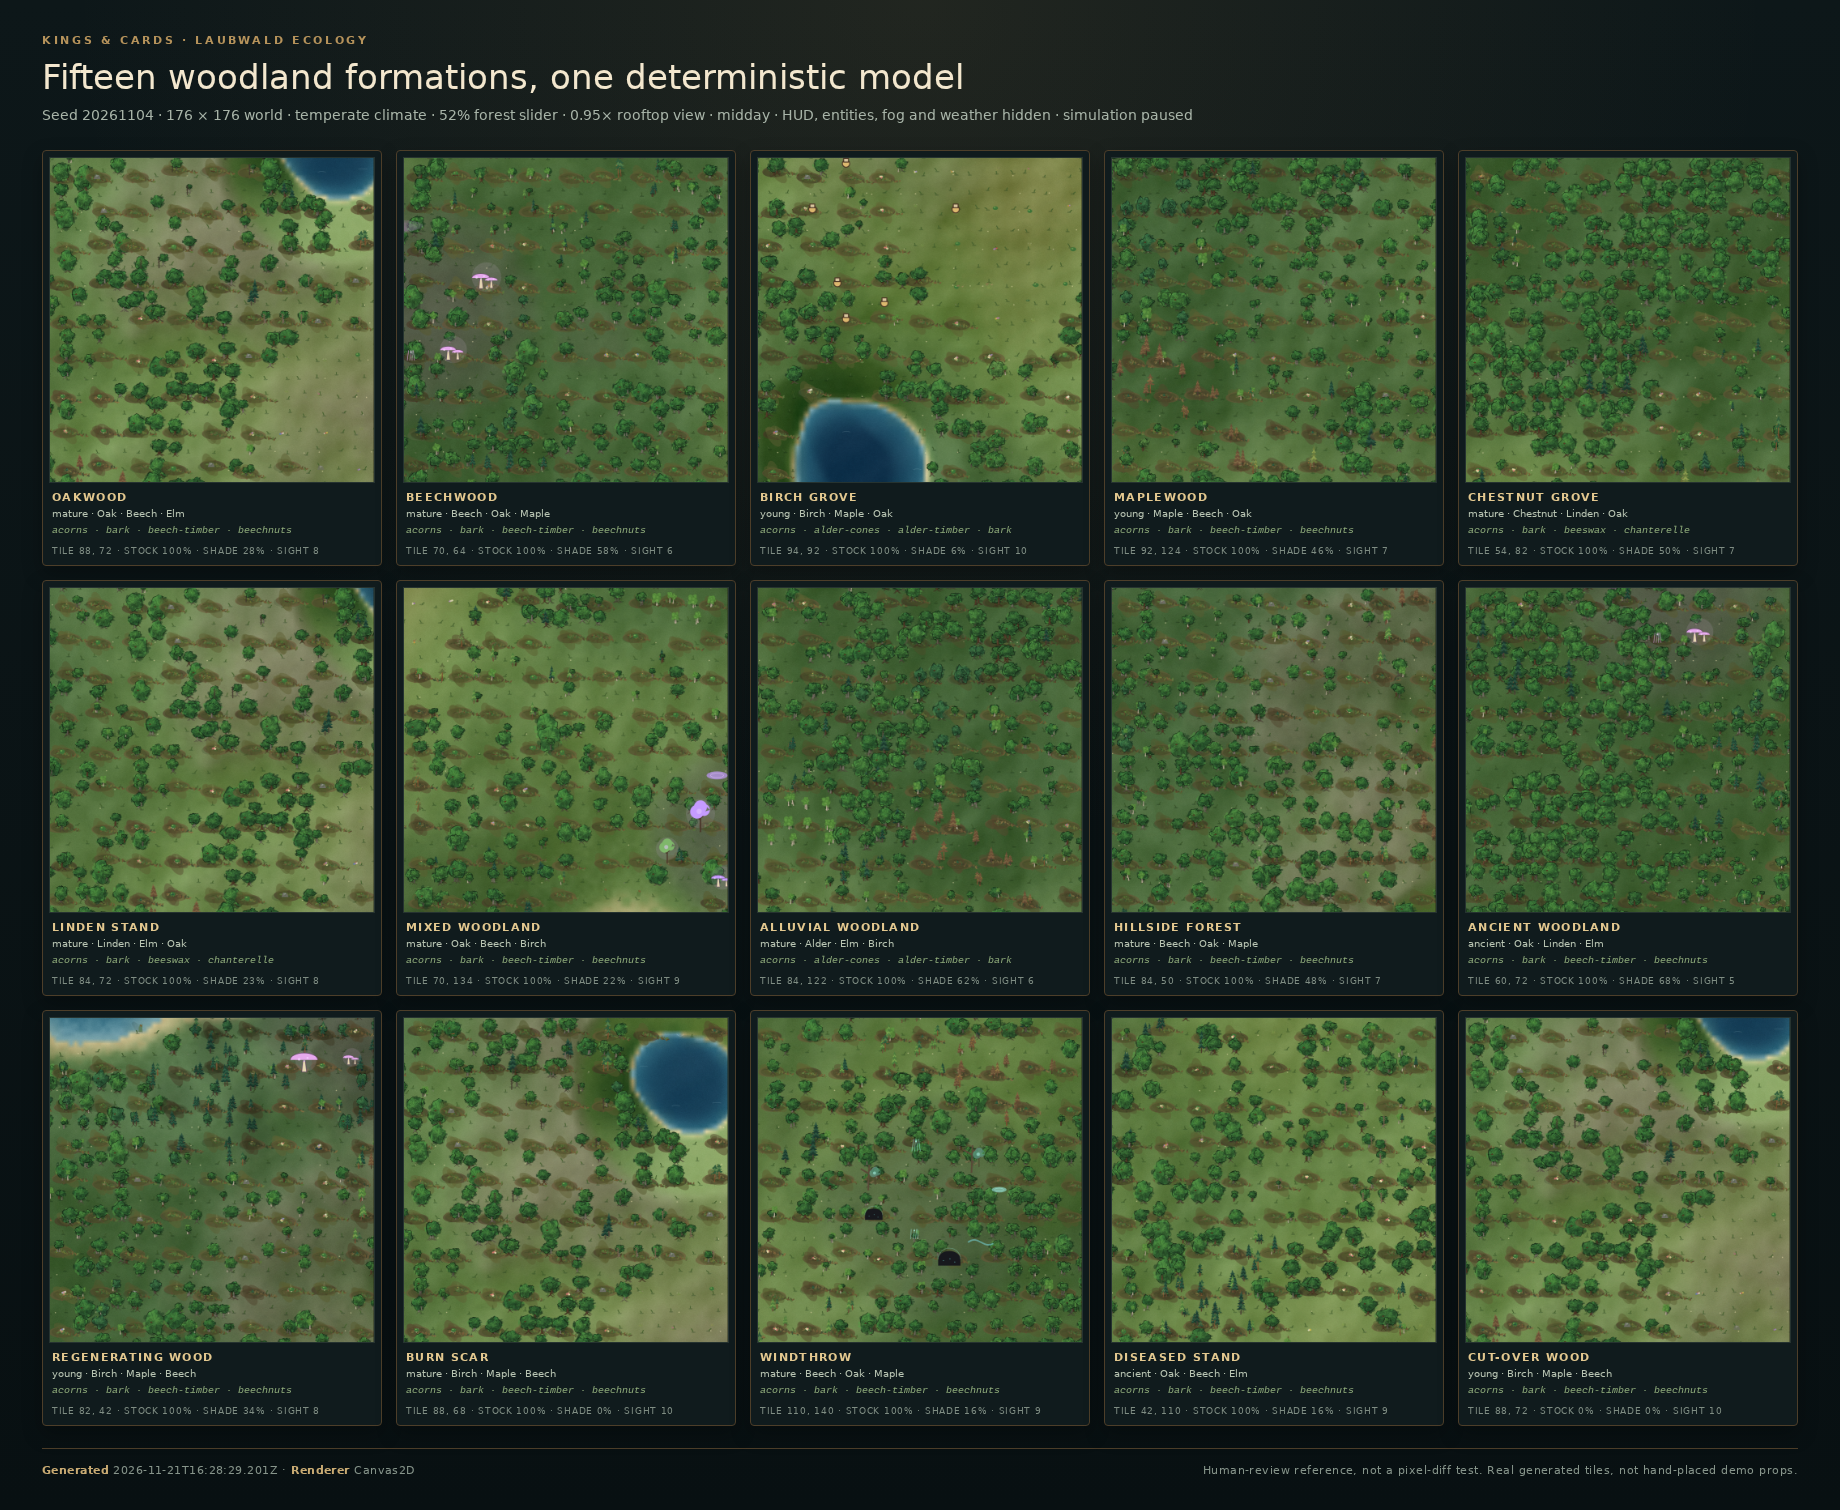 KINGS & CARDS · LAUBWALD ECOLOGY
Fifteen woodland formations, one deterministic model
Seed 20261104 · 176 × 176 world · temperate climate · 52% forest slider · 0.95× rooftop view · midday · HUD, entities, fog and weather hidden · simulation paused
OAKWOOD
mature · Oak · Beech · Elm
acorns · bark · beech-timber · beechnuts
TILE 88, 72 · STOCK 100% · SHADE 28% · SIGHT 8
BEECHWOOD
mature · Beech · Oak · Maple
acorns · bark · beech-timber · beechnuts
TILE 70, 64 · STOCK 100% · SHADE 58% · SIGHT 6
BIRCH GROVE
young · Birch · Maple · Oak
acorns · alder-cones · alder-timber · bark
TILE 94, 92 · STOCK 100% · SHADE 6% · SIGHT 10
MAPLEWOOD
young · Maple · Beech · Oak
acorns · bark · beech-timber · beechnuts
TILE 92, 124 · STOCK 100% · SHADE 46% · SIGHT 7
CHESTNUT GROVE
mature · Chestnut · Linden · Oak
acorns · bark · beeswax · chanterelle
TILE 54, 82 · STOCK 100% · SHADE 50% · SIGHT 7
LINDEN STAND
mature · Linden · Elm · Oak
acorns · bark · beeswax · chanterelle
TILE 84, 72 · STOCK 100% · SHADE 23% · SIGHT 8
MIXED WOODLAND
mature · Oak · Beech · Birch
acorns · bark · beech-timber · beechnuts
TILE 70, 134 · STOCK 100% · SHADE 22% · SIGHT 9
ALLUVIAL WOODLAND
mature · Alder · Elm · Birch
acorns · alder-cones · alder-timber · bark
TILE 84, 122 · STOCK 100% · SHADE 62% · SIGHT 6
HILLSIDE FOREST
mature · Beech · Oak · Maple
acorns · bark · beech-timber · beechnuts
TILE 84, 50 · STOCK 100% · SHADE 48% · SIGHT 7
ANCIENT WOODLAND
ancient · Oak · Linden · Elm
acorns · bark · beech-timber · beechnuts
TILE 60, 72 · STOCK 100% · SHADE 68% · SIGHT 5
REGENERATING WOOD
young · Birch · Maple · Beech
acorns · bark · beech-timber · beechnuts
TILE 82, 42 · STOCK 100% · SHADE 34% · SIGHT 8
BURN SCAR
mature · Birch · Maple · Beech
acorns · bark · beech-timber · beechnuts
TILE 88, 68 · STOCK 100% · SHADE 0% · SIGHT 10
WINDTHROW
mature · Beech · Oak · Maple
acorns · bark · beech-timber · beechnuts
TILE 110, 140 · STOCK 100% · SHADE 16% · SIGHT 9
DISEASED STAND
ancient · Oak · Beech · Elm
acorns · bark · beech-timber · beechnuts
TILE 42, 110 · STOCK 100% · SHADE 16% · SIGHT 9
CUT-OVER WOOD
young · Birch · Maple · Beech
acorns · bark · beech-timber · beechnuts
TILE 88, 72 · STOCK 0% · SHADE 0% · SIGHT 10
Generated 2026-11-21T16:28:29.201Z · Renderer Canvas2D
Human-review reference, not a pixel-diff test. Real generated tiles, not hand-placed demo props.